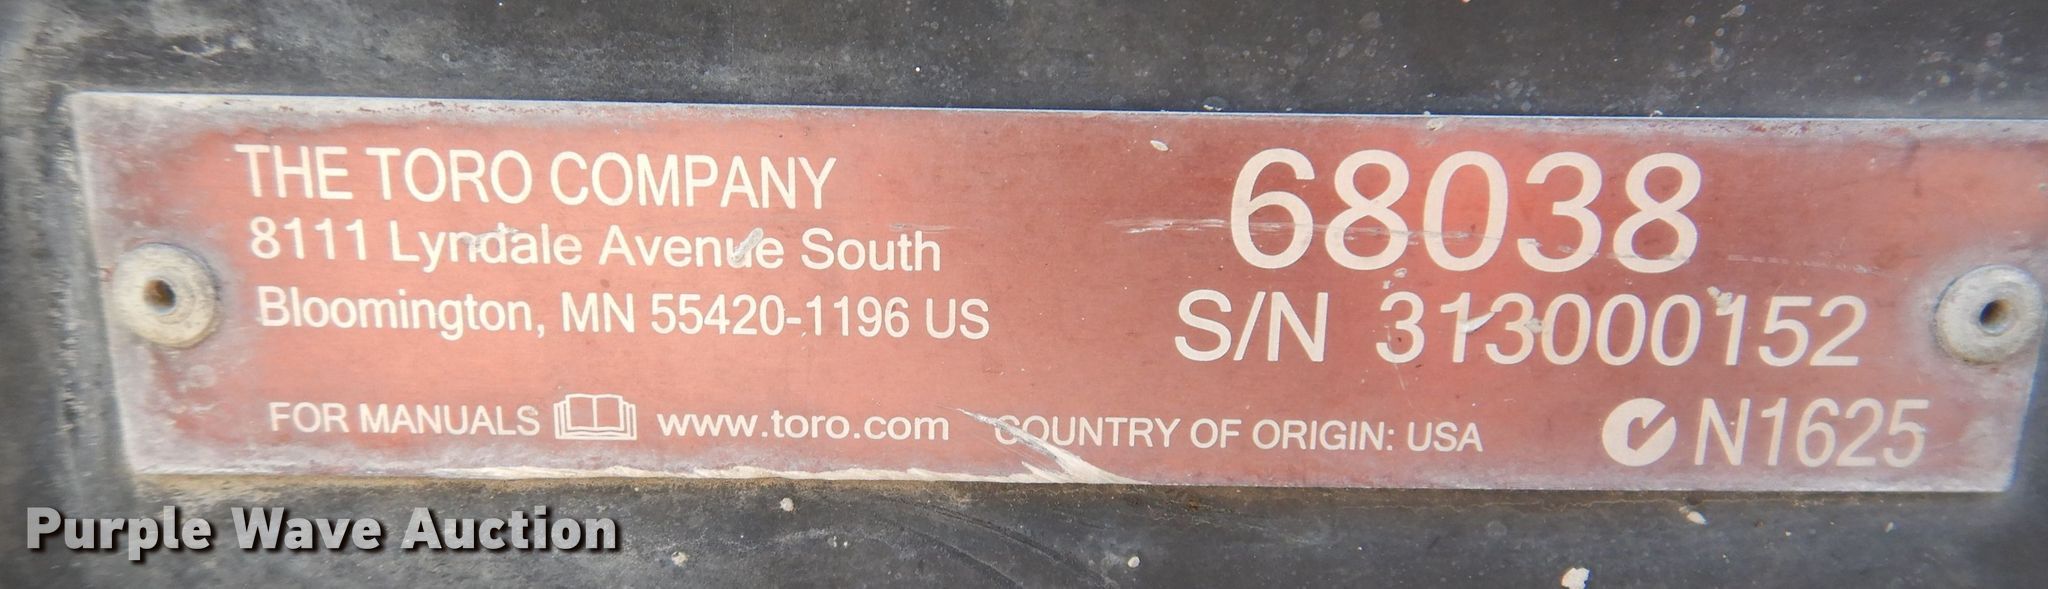 THE TORO COMPANY
8111 Lyndale Avenue South
Bloomington, MN 55420-1196 US
68038
S/N 313000152
FOR MANUALS www.toro.com COUNTRY OF ORIGIN: USA
N1625
Purple Wave Auction